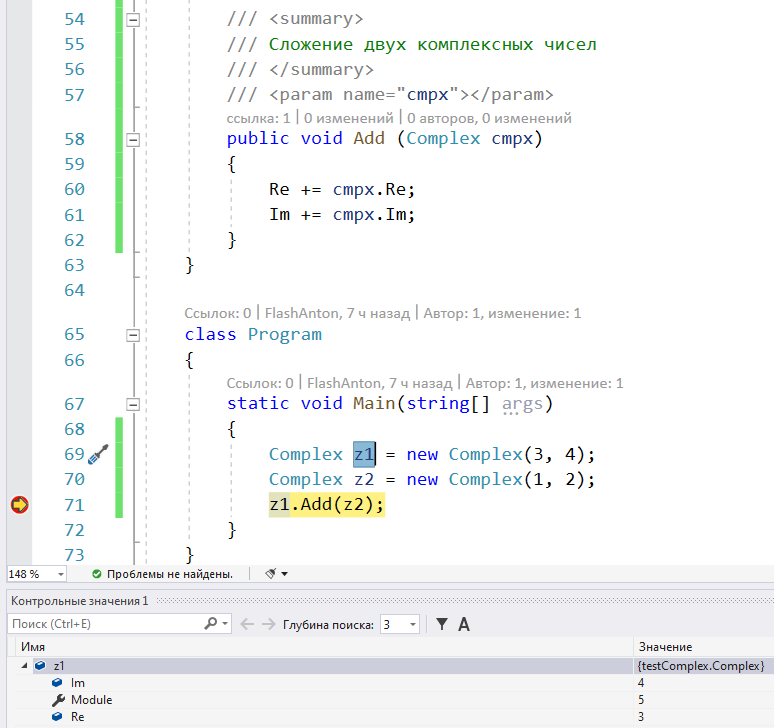 54 /// <summary>
55 /// Сложение двух комплексных чисел
56 /// </summary>
57 /// <param name="cmpx"></param>
ссылка: 1 | 0 изменений | 0 авторов, 0 изменений
58 public void Add (Complex cmpx)
59 {
60 Re += cmpx.Re;
61 Im += cmpx.Im;
62 }
63 }
64
Ссылок: 0 | FlashAnton, 7 ч назад | Автор: 1, изменение: 1
65 class Program
66 {
Ссылок: 0 | FlashAnton, 7 ч назад | Автор: 1, изменение: 1
67 static void Main(string[] args)
68 {
69 Complex z1 = new Complex(3, 4);
70 Complex z2 = new Complex(1, 2);
71 z1.Add(z2);
72 }
73 }
148 % Проблемы не найдены.
Контрольные значения 1
Поиск (Ctrl+E) Глубина поиска: 3 A
Имя Значение
z1 {testComplex.Complex}
Im 4
Module 5
Re 3